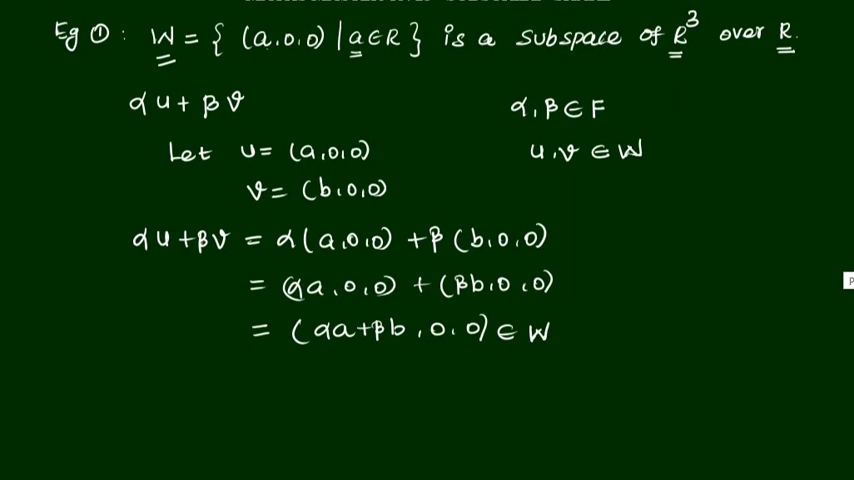 Eg ①: W = { (a,0,0) | a ∈ R } is a subspace of R³ over R.
αu + βv α, β ∈ F
Let u = (a,0,0) u, v ∈ W
v = (b,0,0)
αu + βv = α(a,0,0) + β(b,0,0)
= (αa,0,0) + (βb,0,0)
= (αa+βb, 0, 0) ∈ W